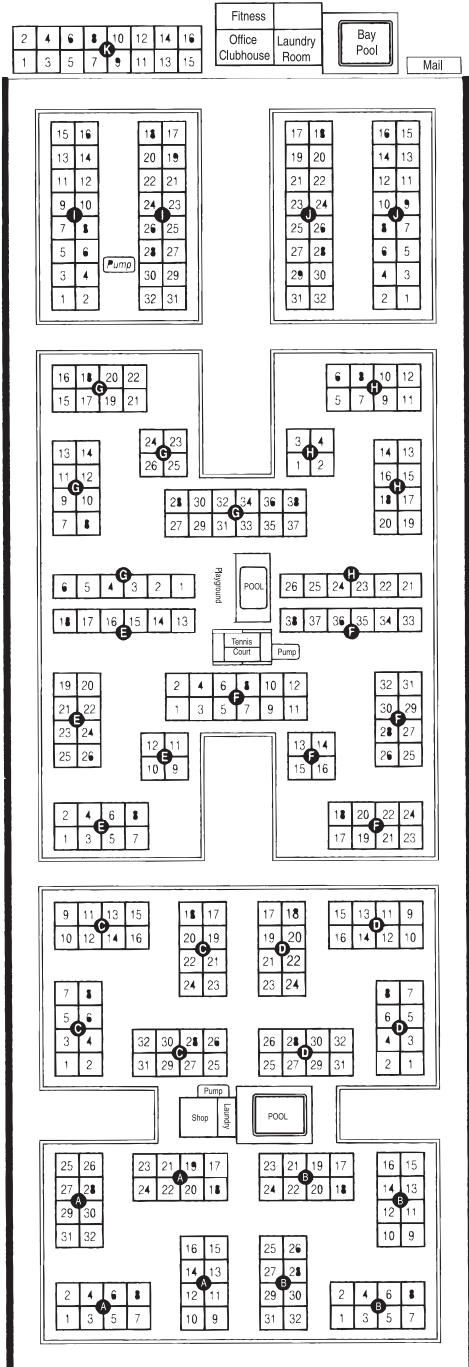 Fitness
2 4 6 8 10 12 14 16
K
1 3 5 7 9 11 13 15
Office Laundry
Clubhouse Room
Bay
Pool
Mail
15 16 18 17 17 18 16 15
13 14 20 19 19 20 14 13
11 12 22 21 21 22 12 11
9 10 24 23 23 24 10 9
I I J J
7 8 26 25 25 26 8 7
5 6 28 27 27 28 6 5
Pump
3 4 30 29 29 30 4 3
1 2 32 31 31 32 2 1
16 18 20 22 6 8 10 12
G H
15 17 19 21 5 7 9 11
24 23 3 4
G H
26 25 1 2
13 14 14 13
11 12 16 15
G H
9 10 18 17
7 8 20 19
28 30 32 34 36 38
G
27 29 31 33 35 37
G H
6 5 4 3 2 1 26 25 24 23 22 21
Playground
POOL
18 17 16 15 14 13 38 37 36 35 34 33
E F
Tennis
Court
Pump
2 4 6 8 10 12
F
1 3 5 7 9 11
19 20 32 31
21 22 30 29
E F
23 24 28 27
25 26 26 25
12 11 13 14
E F
10 9 15 16
2 4 6 8 18 20 22 24
E F
1 3 5 7 17 19 21 23
9 11 13 15 18 17 17 18 15 13 11 9
C D
10 12 14 16 20 19 19 20 16 14 12 10
C D
22 21 21 22
24 23 23 24
7 8 8 7
5 6 6 5
C D
3 4 4 3
1 2 2 1
32 30 28 26 26 28 30 32
C D
31 29 27 25 25 27 29 31
Pump
Shop
Laundry
POOL
25 26 23 21 19 17 23 21 19 17 16 15
A B
27 28 24 22 20 18 24 22 20 18 14 13
A B
29 30 12 11
31 32 10 9
16 15 25 26
14 13 27 28
A B
12 11 29 30
10 9 31 32
2 4 6 8 2 4 6 8
A B
1 3 5 7 1 3 5 7